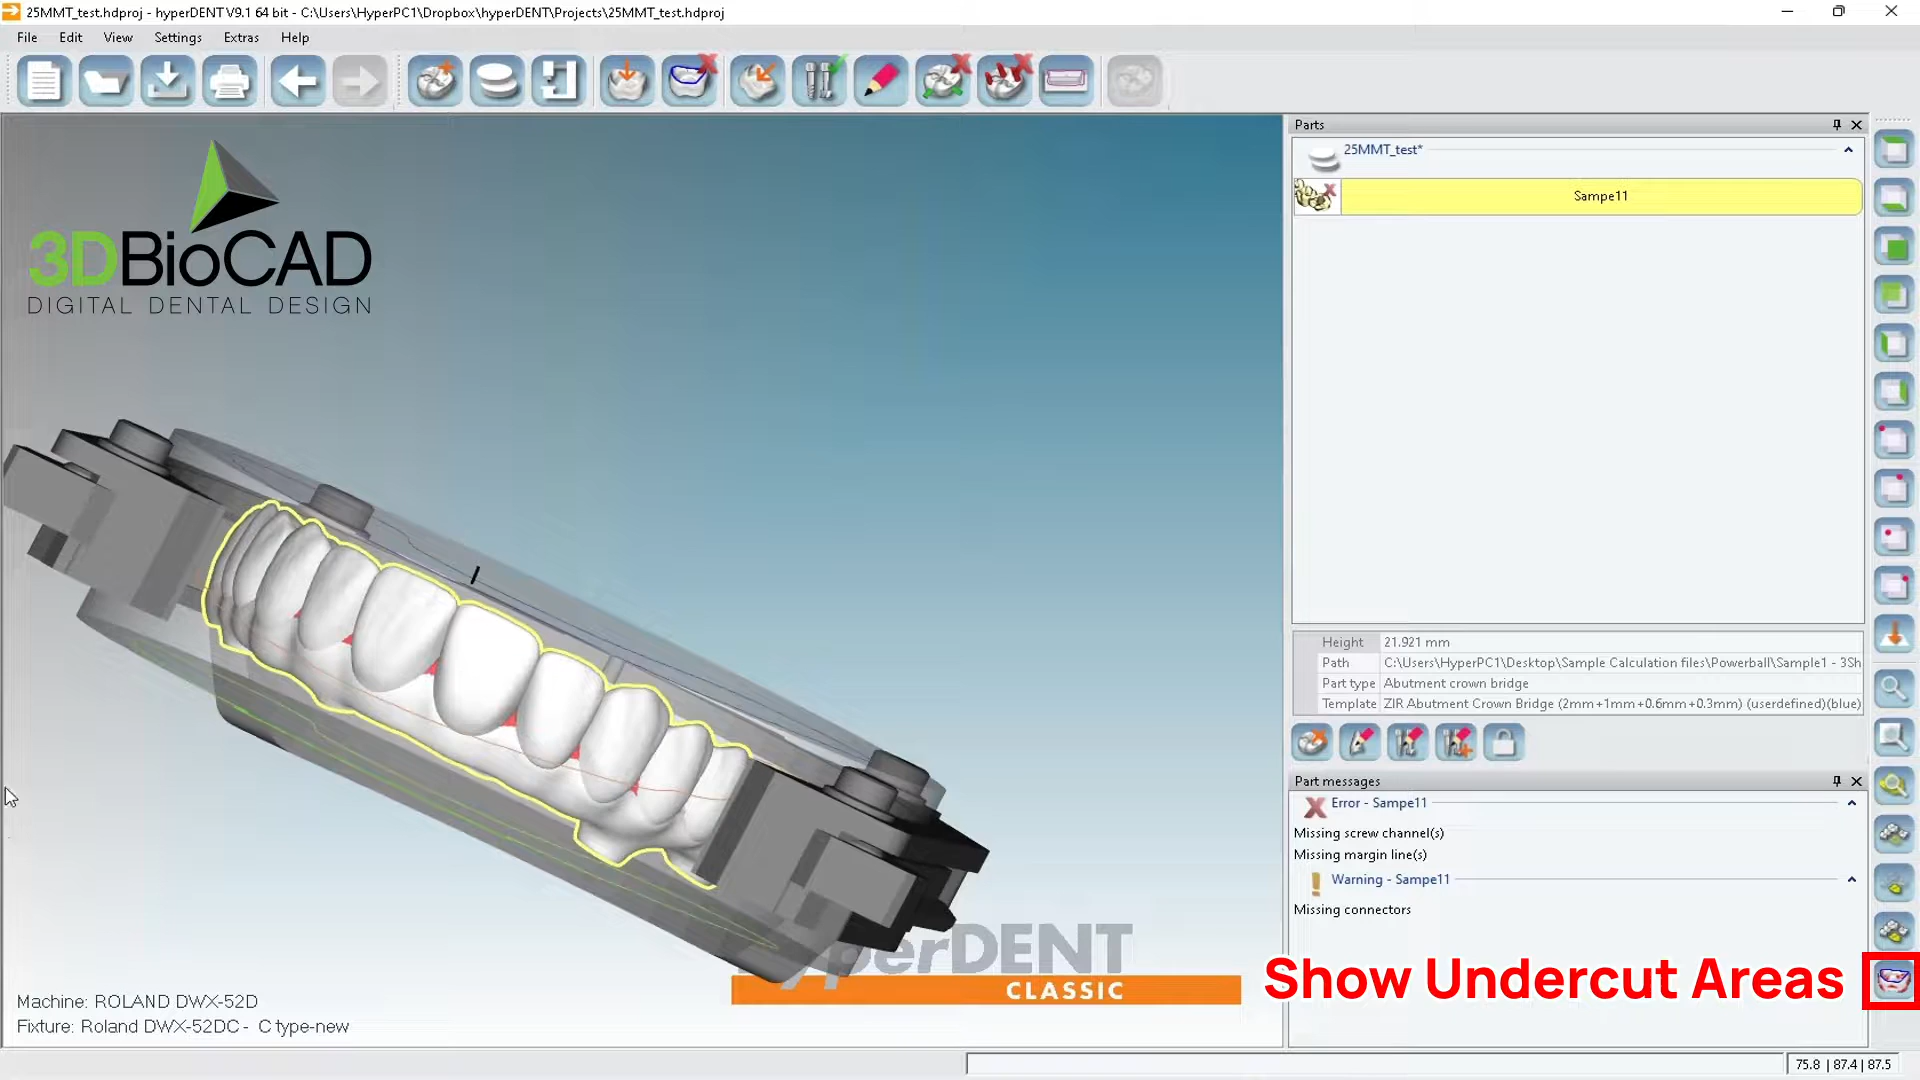 25MMT_test.hdproj - hyperDENT V9.1 64 bit - C:\Users\HyperPC1\Dropbox\hyperDENT\Projects\25MMT_test.hdproj
File Edit View Settings Extras Help
3DBioCAD
DIGITAL DENTAL DESIGN
Parts
25MMT_test*
Sampe11
Height 21.921 mm
Path C:\Users\HyperPC1\Desktop\Sample Calculation files\Powerball\Sample1 - 3Sh
Part type Abutment crown bridge
Template ZIR Abutment Crown Bridge (2mm+1mm+0.6mm+0.3mm) (userdefined)(blue)
Part messages
Error - Sampe11
Missing screw channel(s)
Missing margin line(s)
Warning - Sampe11
Missing connectors
Show Undercut Areas
hyperDENT
CLASSIC
Machine: ROLAND DWX-52D
Fixture: Roland DWX-52DC - C type-new
75.8 | 87.4 | 87.5